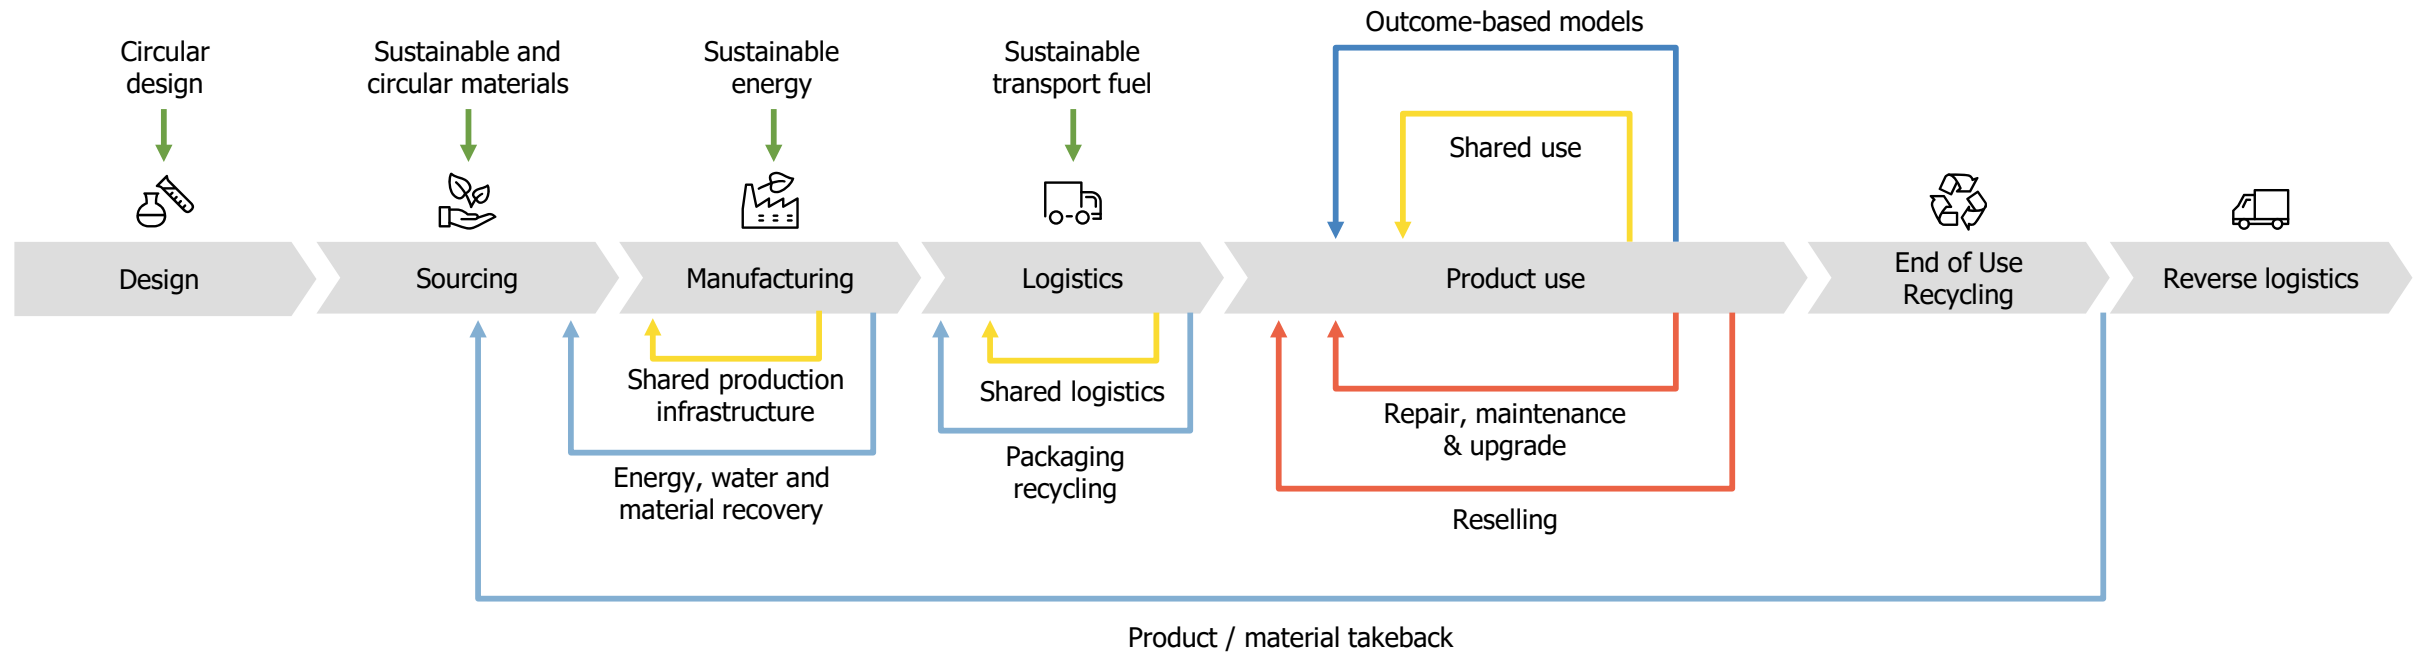 Outcome-based models
Circular
design
Sustainable and
circular materials
Sustainable
energy
Sustainable
transport fuel
Shared use
Design
Sourcing
Manufacturing
Logistics
Product use
End of Use
Recycling
Reverse logistics
Shared production
infrastructure
Shared logistics
Repair, maintenance
& upgrade
Energy, water and
material recovery
Packaging
recycling
Reselling
Product / material takeback